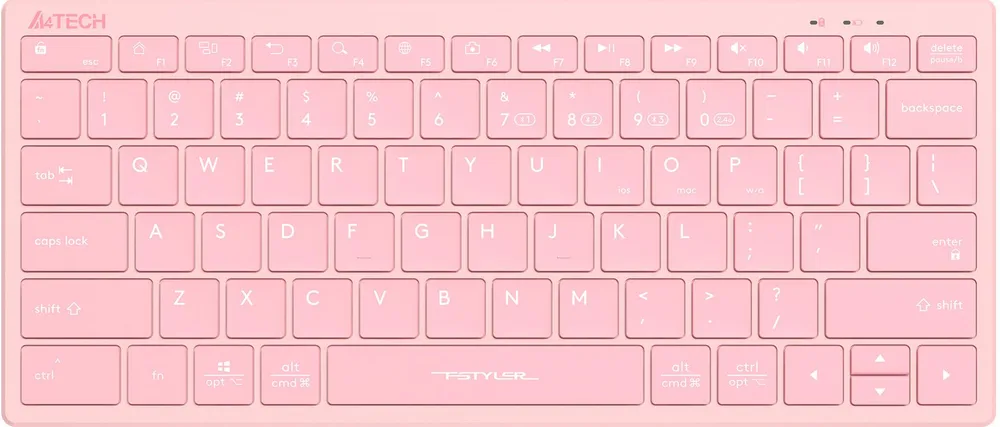 A4TECH
esc F1 F2 F3 F4 F5 F6 F7 F8 F9 F10 F11 F12 delete
pause/b
~ ! @ # $ % ^ & * ( ) – + backspace
1 2 3 4 5 6 7 8 9 0 - =
tab Q W E R T Y U I O P { } ¦
ios mac w-a [ ] \
caps lock A S D F G H J K L : " enter
; '
shift Z X C V B N M < > ? shift
, . /
ctrl fn opt alt FSTYLER alt ctrl
cmd cmd opt